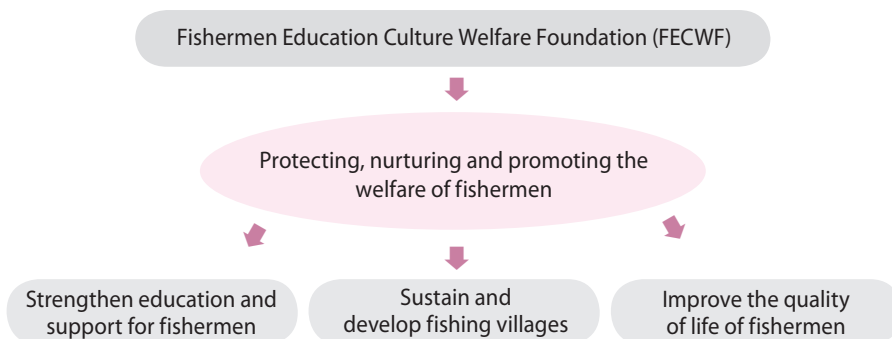 Fishermen Education Culture Welfare Foundation (FECWF)
Protecting, nurturing and promoting the
welfare of fishermen
Strengthen education and
support for fishermen
Sustain and
develop fishing villages
Improve the quality
of life of fishermen